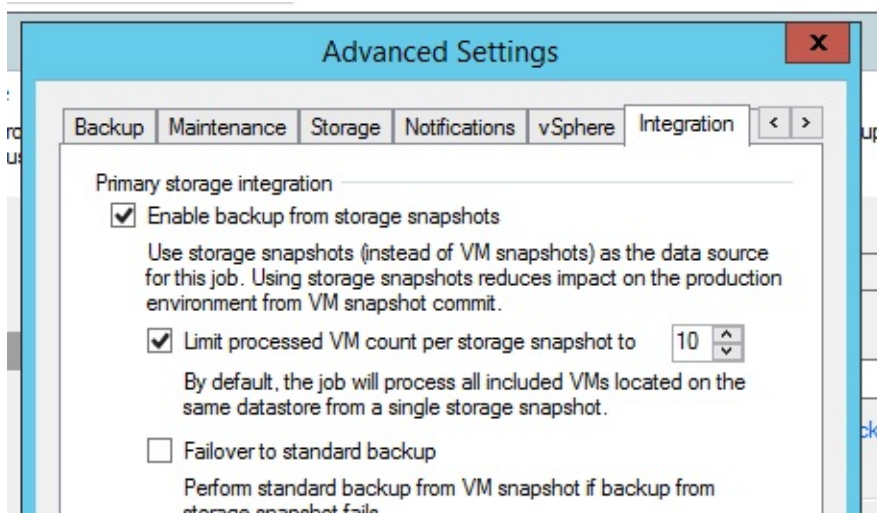 Advanced Settings
x
Backup Maintenance Storage Notifications vSphere Integration < >
Primary storage integration
Enable backup from storage snapshots
Use storage snapshots (instead of VM snapshots) as the data source
for this job. Using storage snapshots reduces impact on the production
environment from VM snapshot commit.
Limit processed VM count per storage snapshot to 10
By default, the job will process all included VMs located on the
same datastore from a single storage snapshot.
Failover to standard backup
Perform standard backup from VM snapshot if backup from
storage snapshot fails